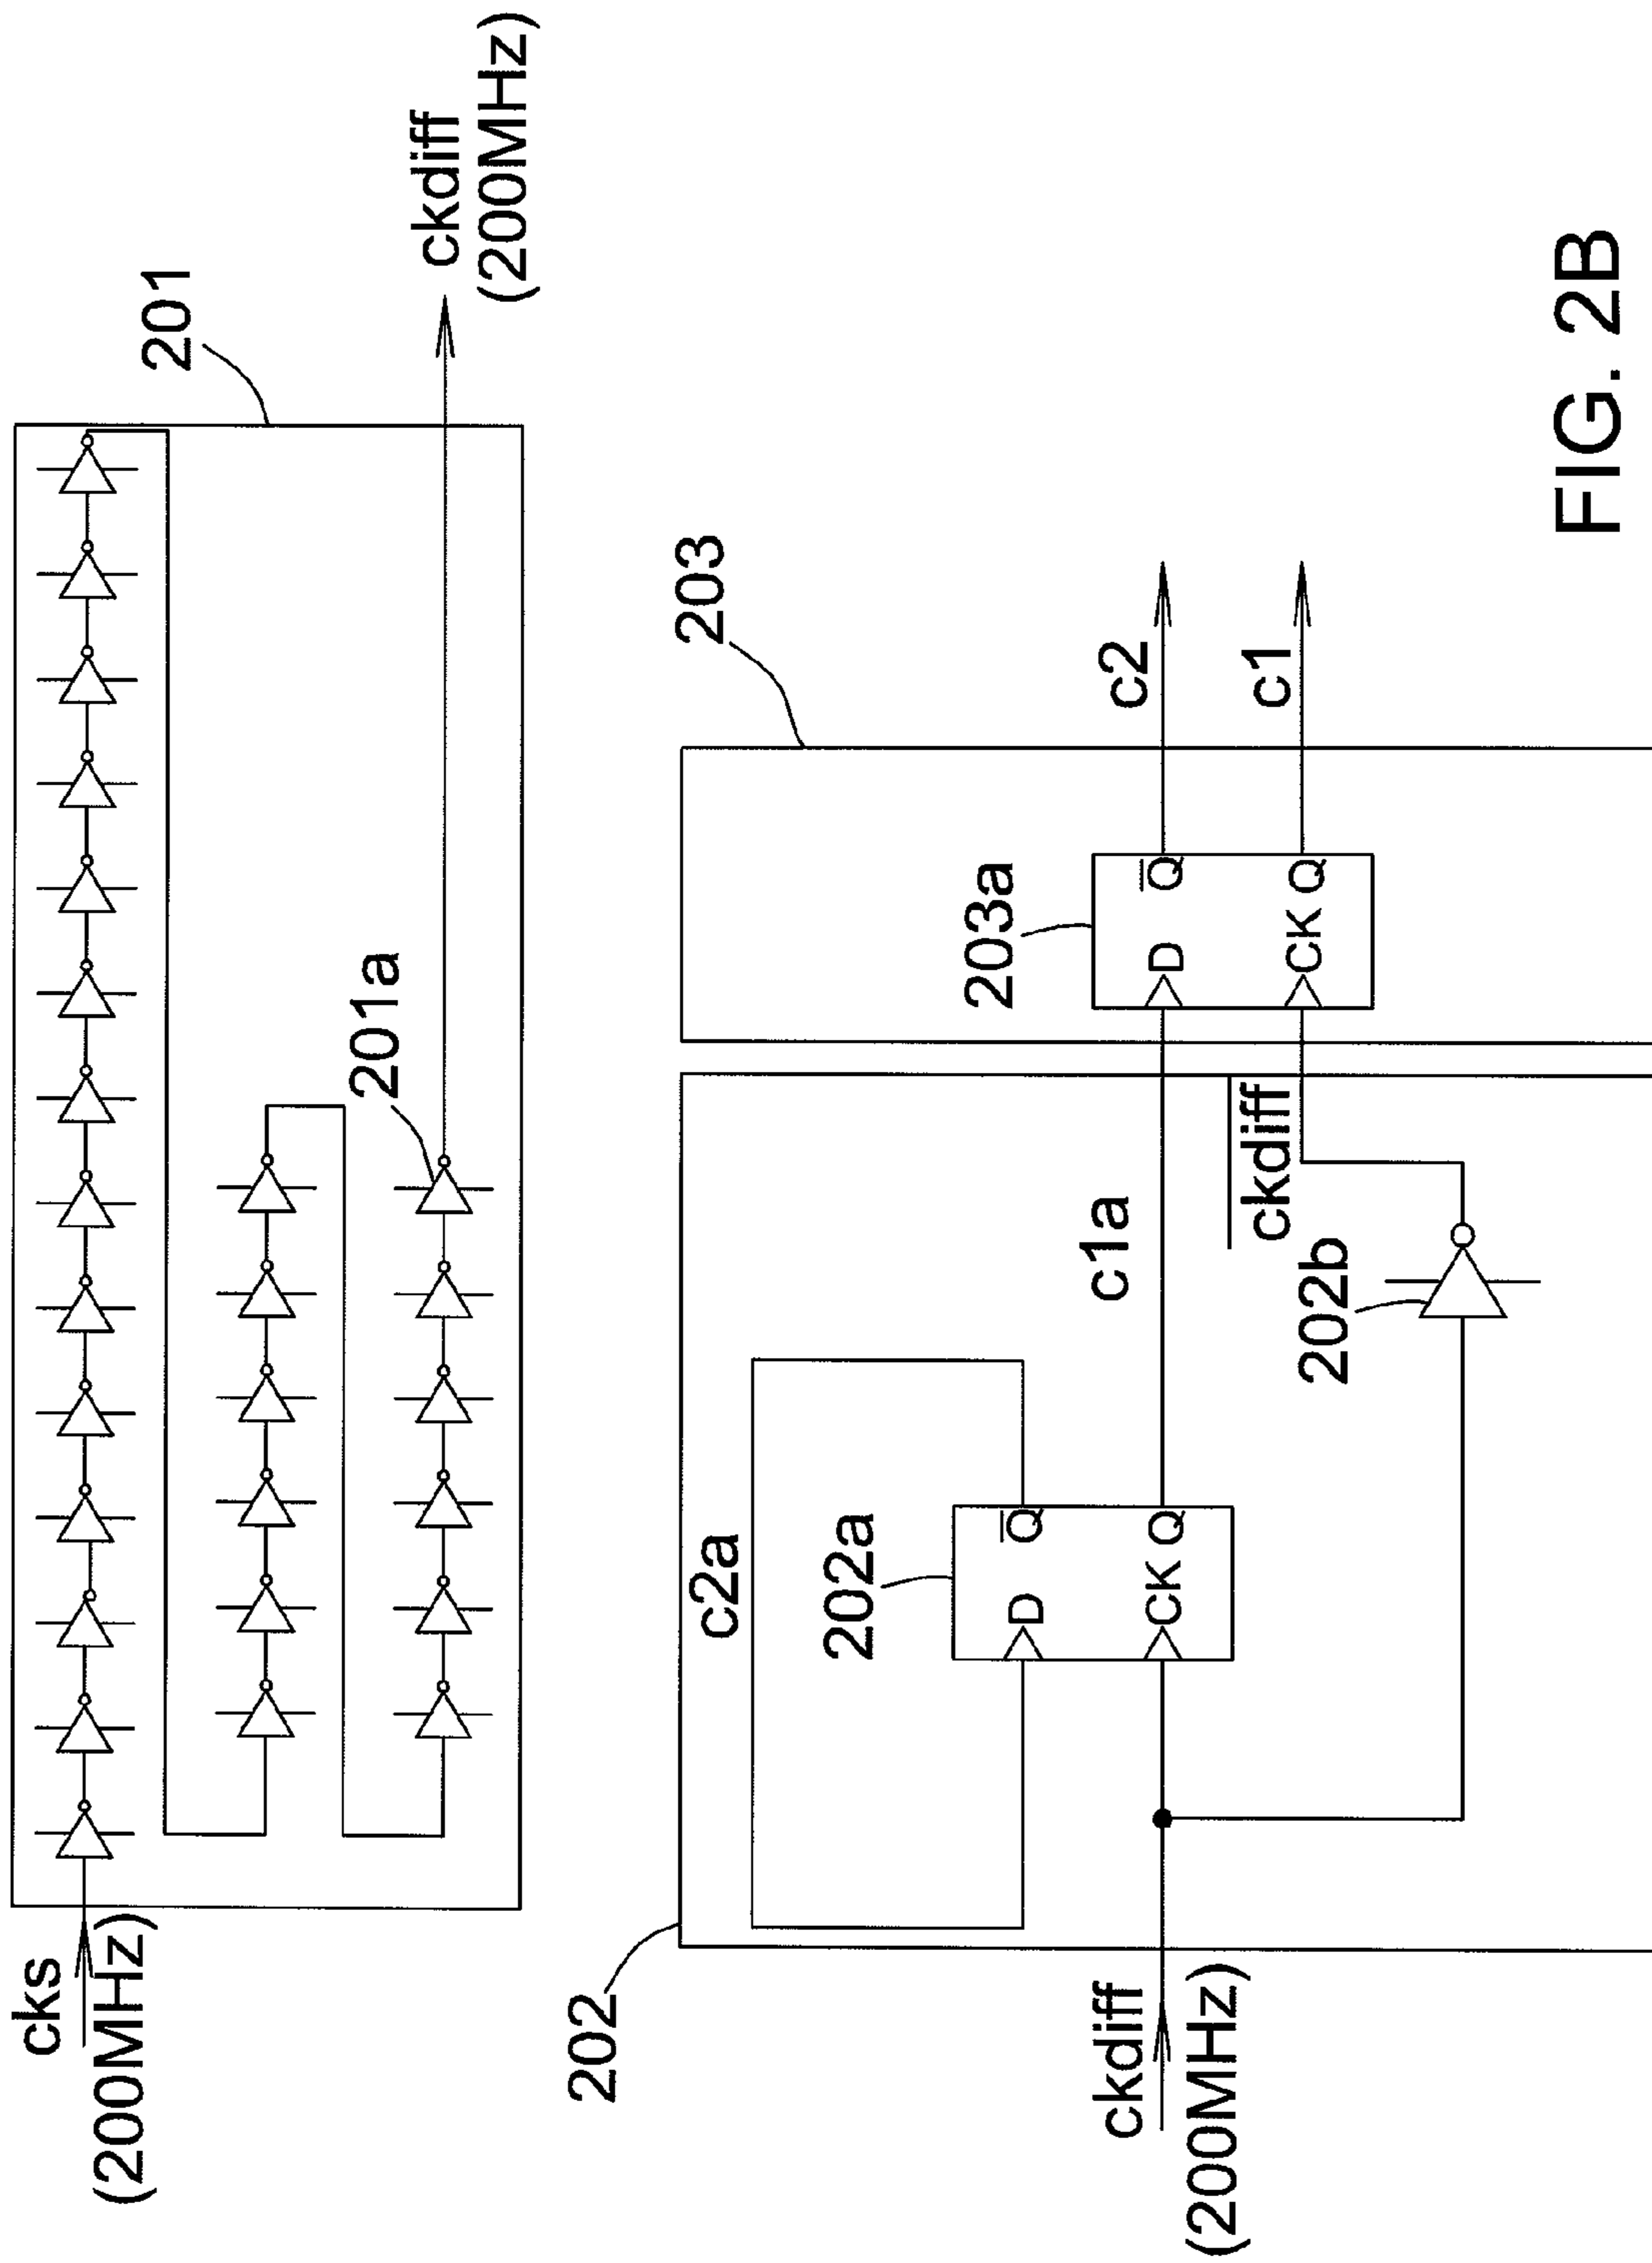 cks
(200MHz)
201
ckdiff
(200MHz)
201a
202
c2a
202a
D
Q
CK Q
ckdiff
(200MHz)
c1a
ckdiff
202b
203
203a
D
Q
CK Q
c2
c1
FIG. 2B